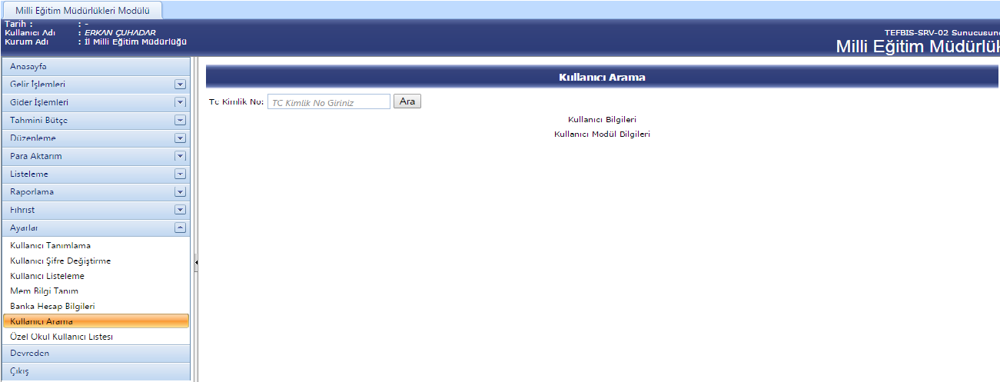 Milli Eğitim Müdürlükleri Modülü
Tarih : : -
Kullanıcı Adı : ERKAN ÇUHADAR
Kurum Adı : İl Milli Eğitim Müdürlüğü
TEFBIS-SRV-02 Sunucusun
Milli Eğitim Müdürlük
Anasayfa
Gelir İşlemleri
Gider İşlemleri
Tahmini Bütçe
Düzenleme
Para Aktarım
Listeleme
Raporlama
Fihrist
Ayarlar
Kullanıcı Tanımlama
Kullanıcı Şifre Değiştirme
Kullanıcı Listeleme
Mem Bilgi Tanım
Banka Hesap Bilgileri
Kullanıcı Arama
Özel Okul Kullanıcı Listesi
Devreden
Çıkış
Kullanıcı Arama
Tc Kimlik No: TC Kimlik No Giriniz Ara
Kullanıcı Bilgileri
Kullanıcı Modül Bilgileri